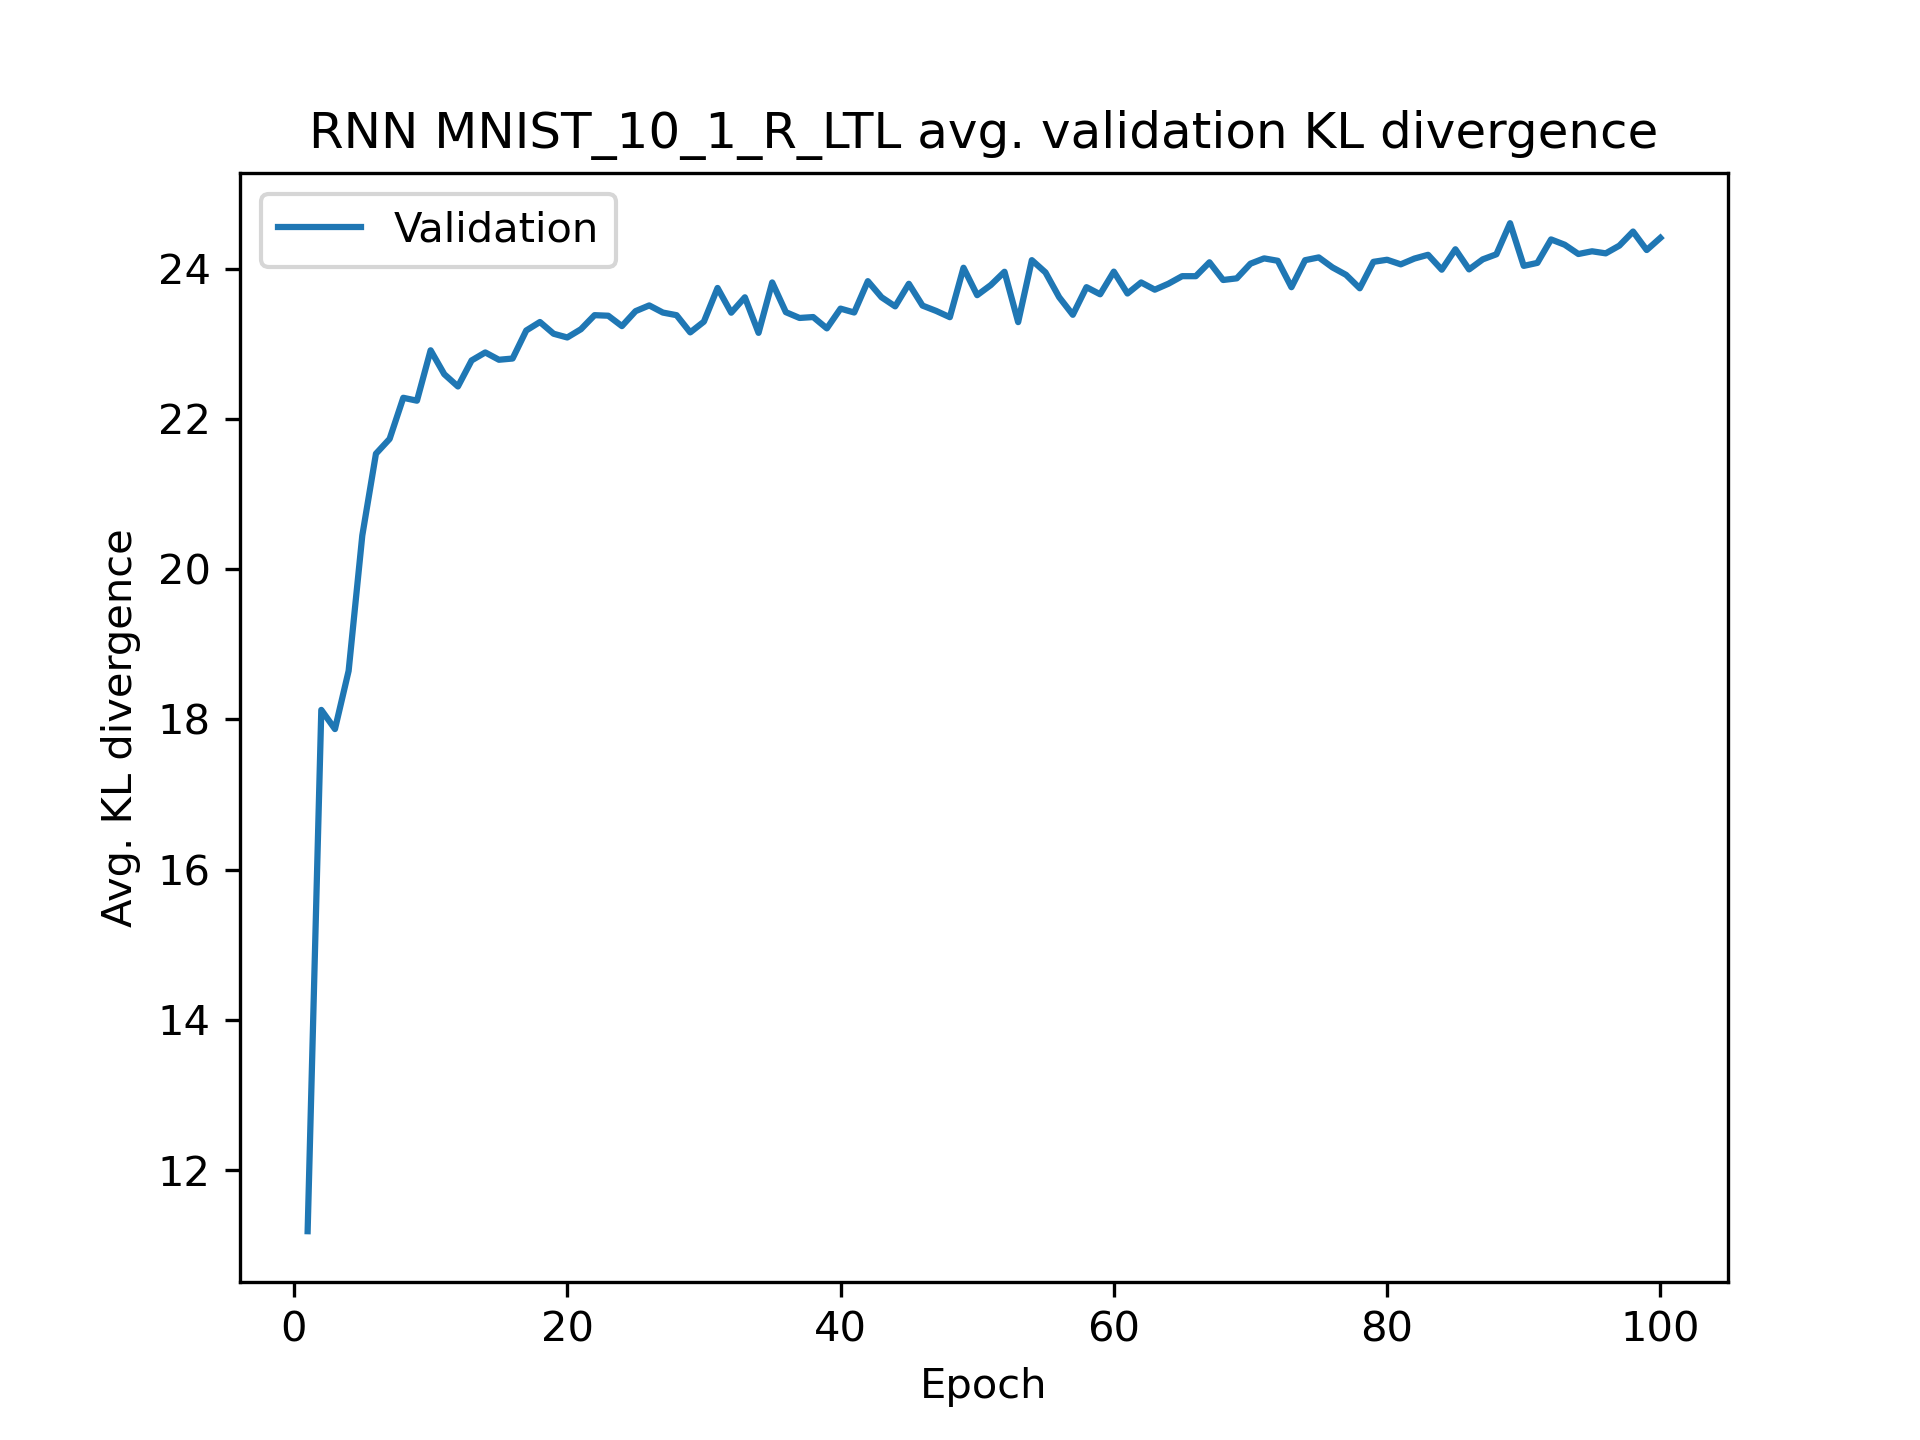 RNN MNIST_10_1_R_LTL avg. validation KL divergence
Validation
Avg. KL divergence
24
22
20
18
16
14
12
0 20 40 60 80 100
Epoch